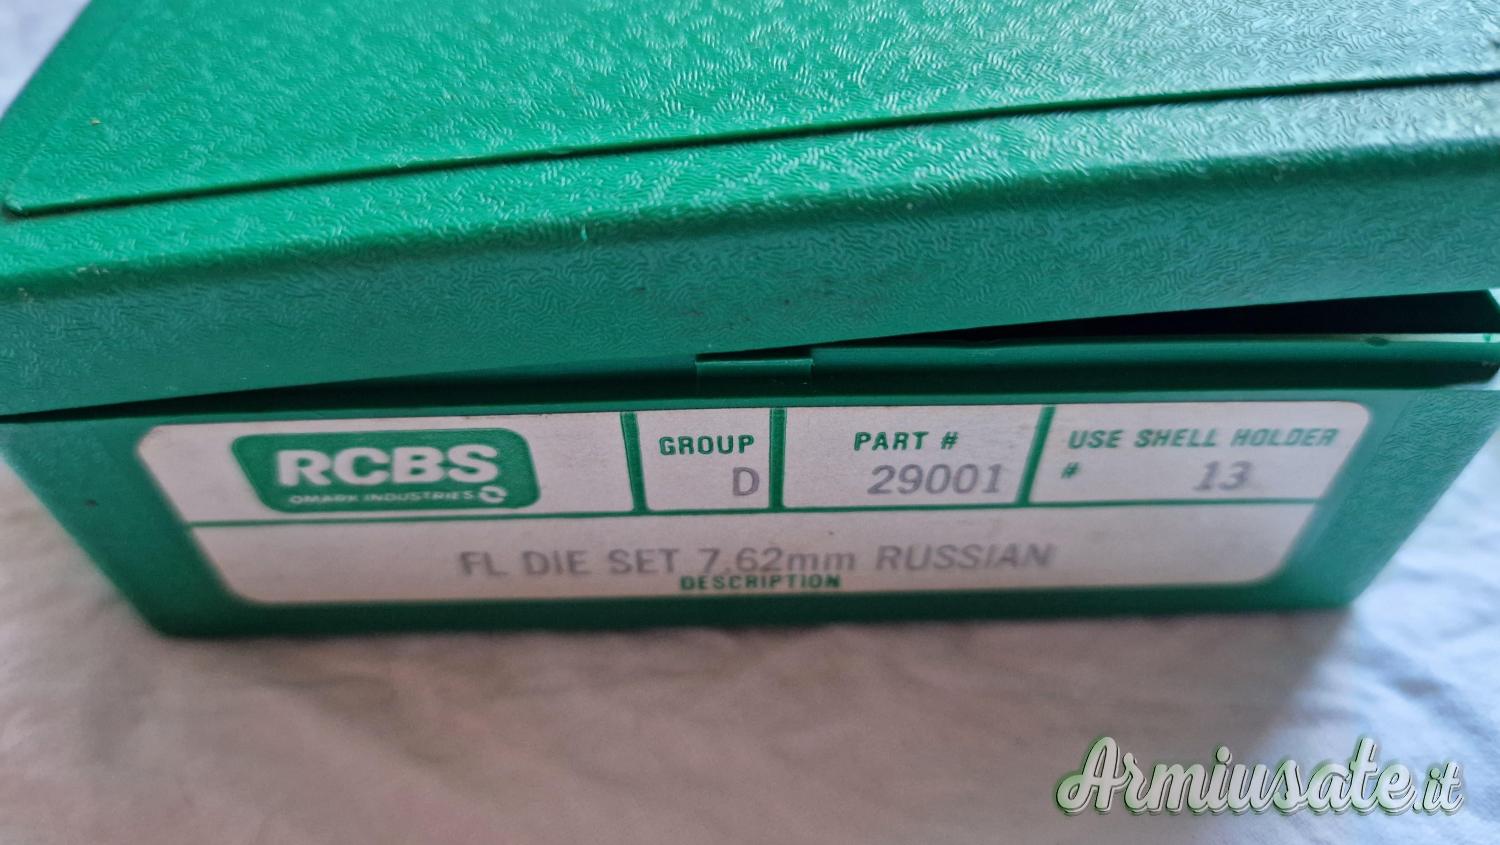 RCBS
OMARK INDUSTRIES
GROUP
D
PART #
29001
USE SHELL HOLDER
# 13
FL DIE SET 7.62mm RUSSIAN
DESCRIPTION
Armiusate.it